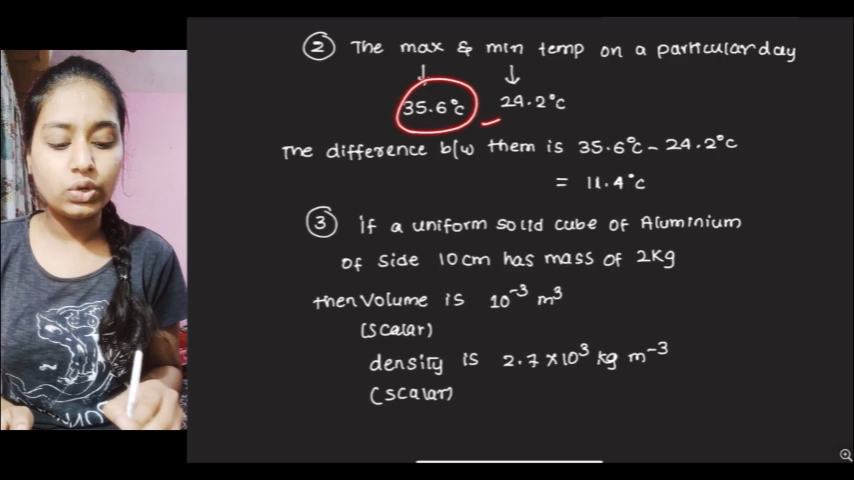 ② The max & min temp on a particular day
35.6°c 24.2°c
The difference b/w them is 35.6°c - 24.2°c
= 11.4°c
③ if a uniform solid cube of Aluminium
of side 10cm has mass of 2Kg
then Volume is 10⁻³ m³
(scalar)
density is 2.7 × 10³ kg m⁻³
(scalar)